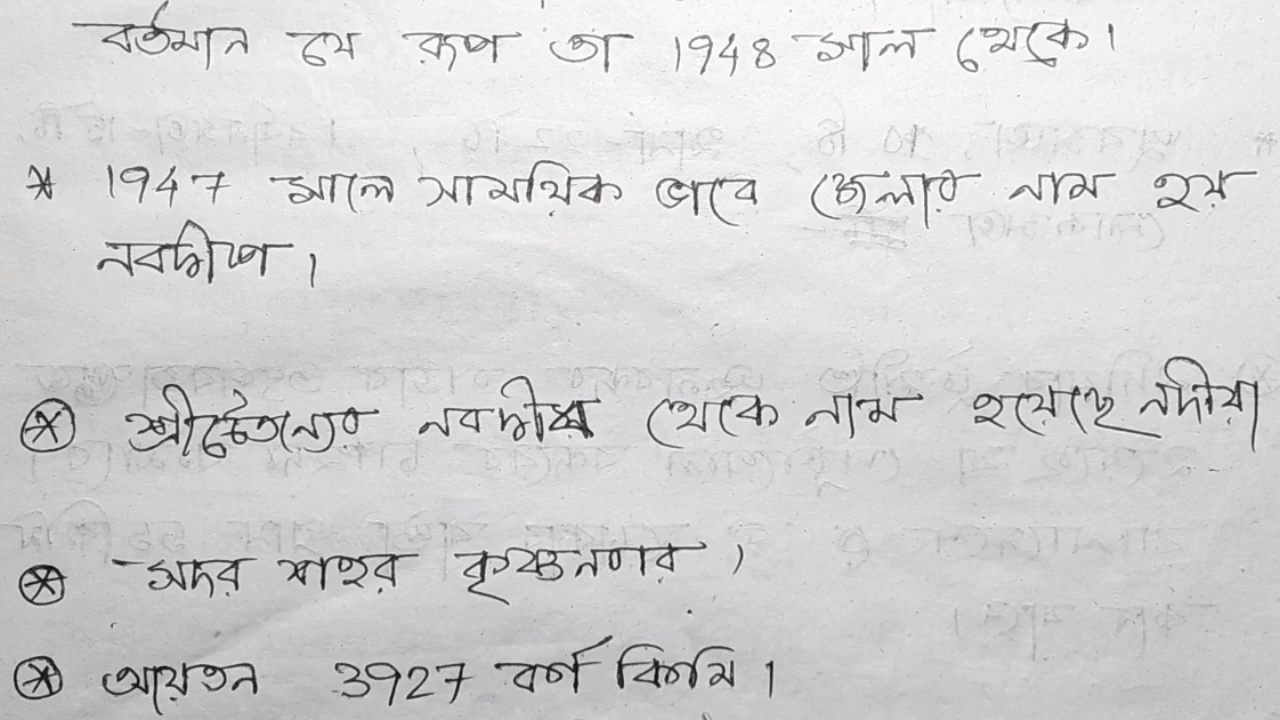 বর্তমান যে রূপ তা 1948 সাল থেকে।
* 1947 সালে সাময়িক ভাবে জেলার নাম হয়
নবদ্বীপ।
* শ্রীচৈতন্যের নবদ্বীপ থেকে নাম হয়েছে নদীয়া
* সদর শহর কৃষ্ণনগর।
* আয়তন 3927 বর্গ কিমি।